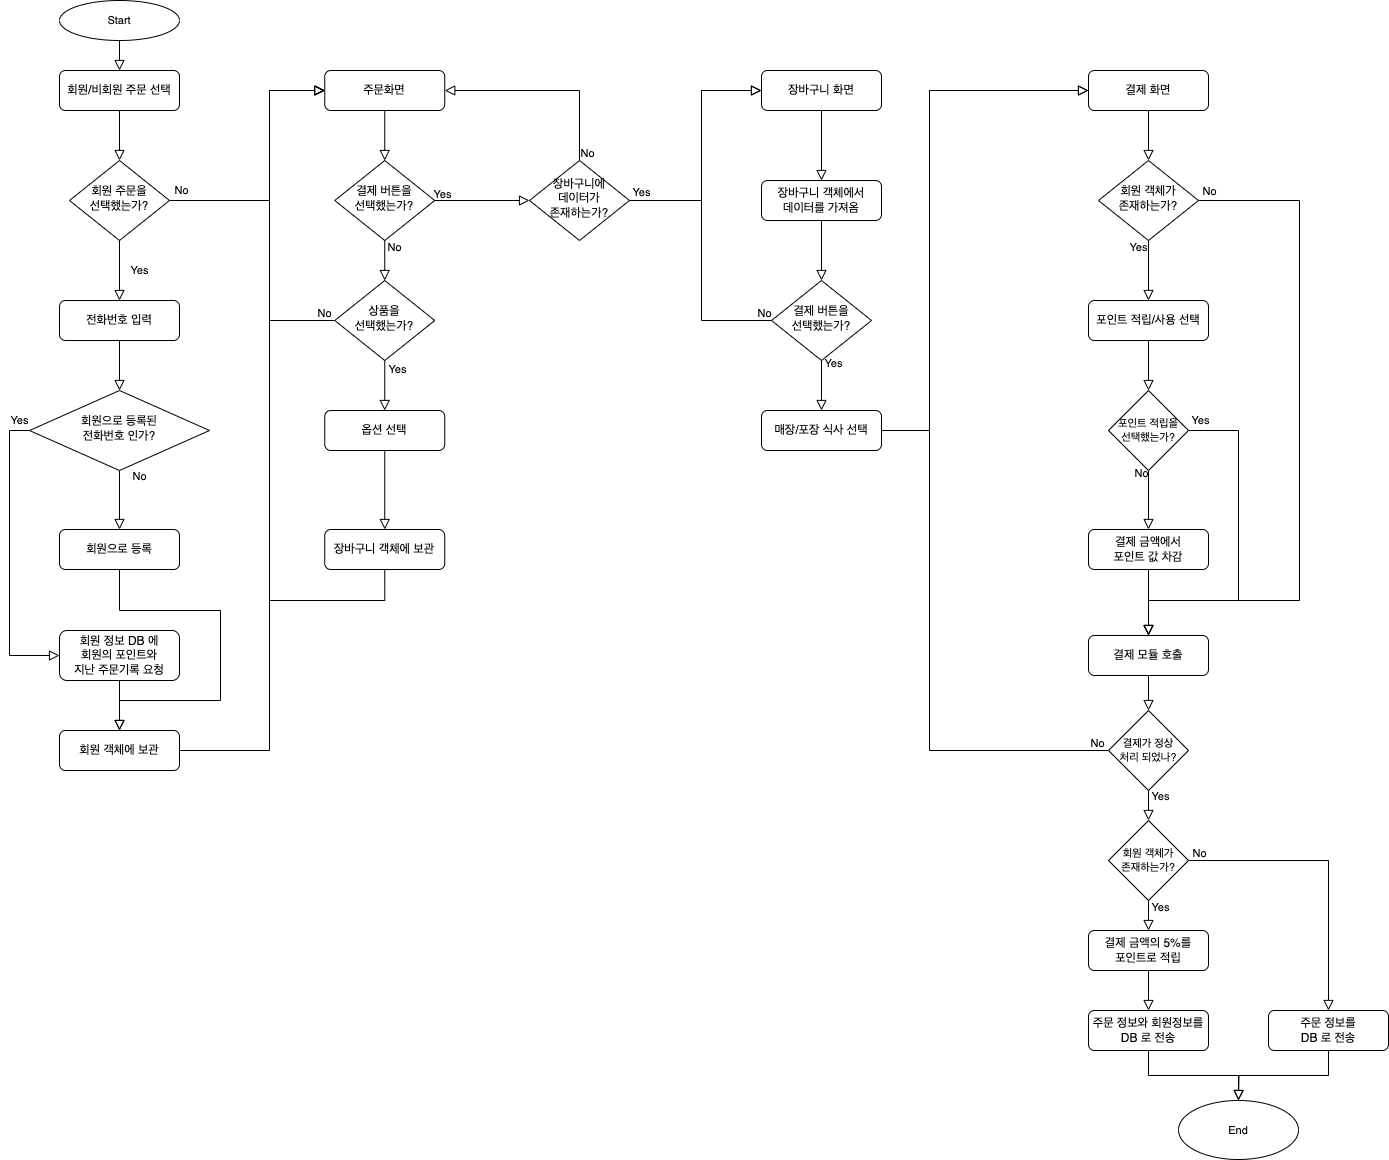 Start
회원/비회원 주문 선택
회원 주문을
선택했는가?
No
Yes
전화번호 입력
회원으로 등록된
전화번호 인가?
Yes
No
회원으로 등록
회원 정보 DB 에
회원의 포인트와
지난 주문기록 요청
회원 객체에 보관
주문화면
결제 버튼을
선택했는가?
Yes
No
상품을
선택했는가?
No
Yes
옵션 선택
장바구니 객체에 보관
No
장바구니에
데이터가
존재하는가?
Yes
장바구니 화면
장바구니 객체에서
데이터를 가져옴
결제 버튼을
선택했는가?
No
Yes
매장/포장 식사 선택
결제 화면
회원 객체가
존재하는가?
No
Yes
포인트 적립/사용 선택
포인트 적립을
선택했는가?
Yes
No
결제 금액에서
포인트 값 차감
결제 모듈 호출
결제가 정상
처리 되었나?
No
Yes
회원 객체가
존재하는가?
No
Yes
결제 금액의 5%를
포인트로 적립
주문 정보와 회원정보를
DB 로 전송
주문 정보를
DB 로 전송
End